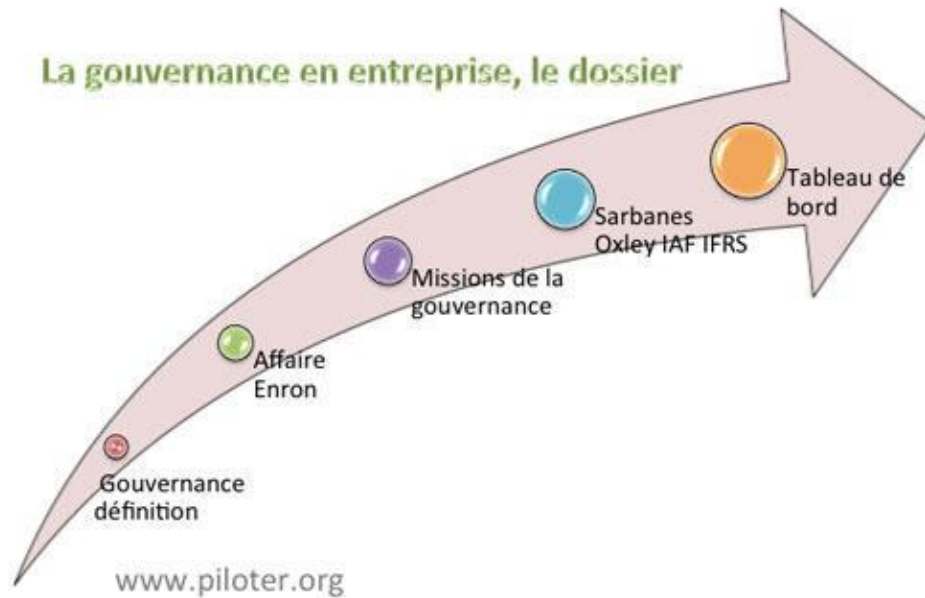 La gouvernance en entreprise, le dossier
Tableau de
bord
Sarbanes
Oxley IAF IFRS
Missions de la
gouvernance
Affaire
Enron
Gouvernance
définition
www.piloter.org